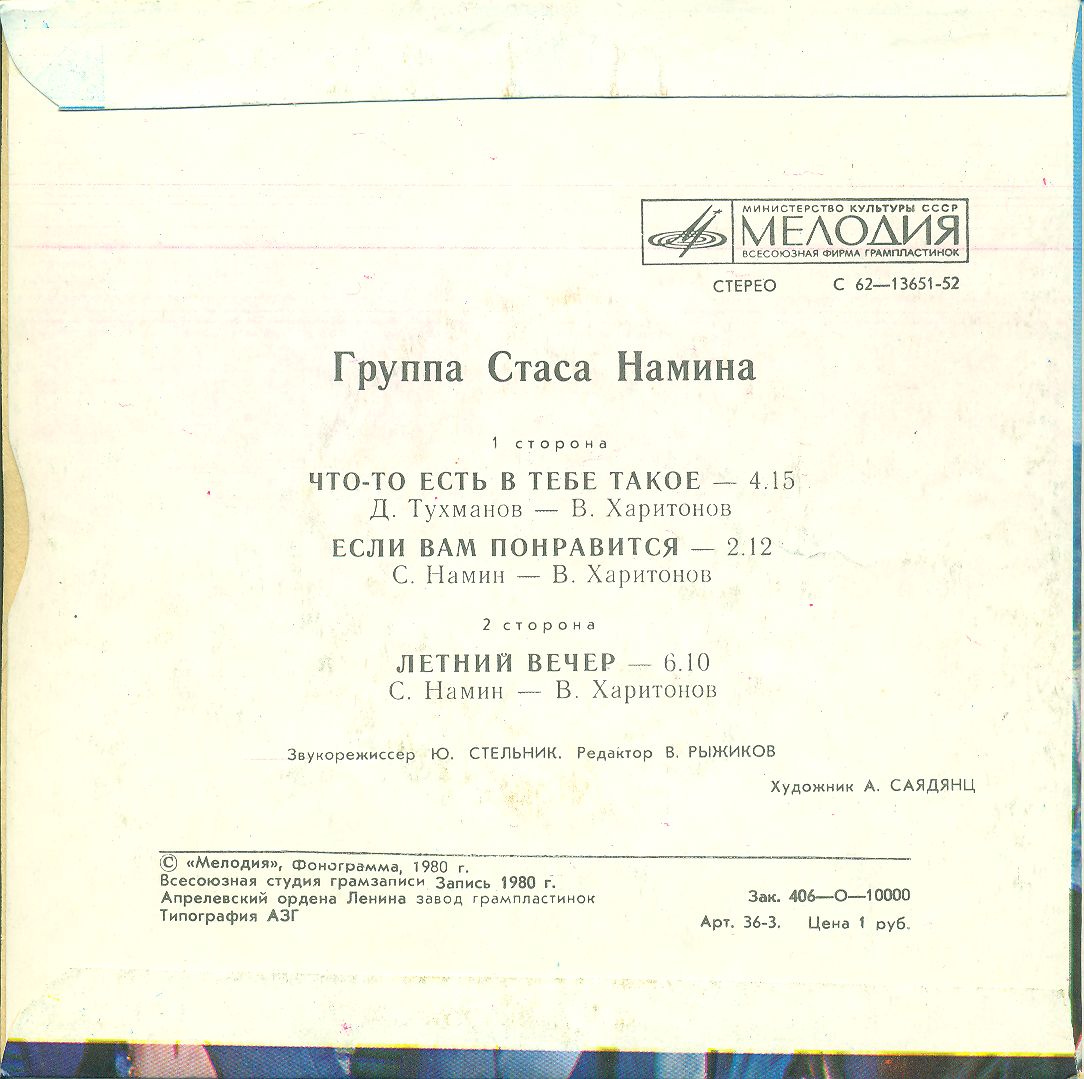 МИНИСТЕРСТВО КУЛЬТУРЫ СССР
МЕЛОДИЯ
ВСЕСОЮЗНАЯ ФИРМА ГРАМПЛАСТИНОК
СТЕРЕО С 62—13651-52
Группа Стаса Намина
1 сторона
ЧТО-ТО ЕСТЬ В ТЕБЕ ТАКОЕ — 4.15
Д. Тухманов — В. Харитонов
ЕСЛИ ВАМ ПОНРАВИТСЯ — 2.12
С. Намин — В. Харитонов
2 сторона
ЛЕТНИЙ ВЕЧЕР — 6.10
С. Намин — В. Харитонов
Звукорежиссёр Ю. СТЕЛЬНИК. Редактор В. РЫЖИКОВ
Художник А. САЯДЯНЦ
© «Мелодия», Фонограмма, 1980 г.
Всесоюзная студия грамзаписи Запись 1980 г.
Апрелевский ордена Ленина завод грампластинок
Типография АЗГ
Зак. 406—О—10000
Арт. 36-3. Цена 1 руб.